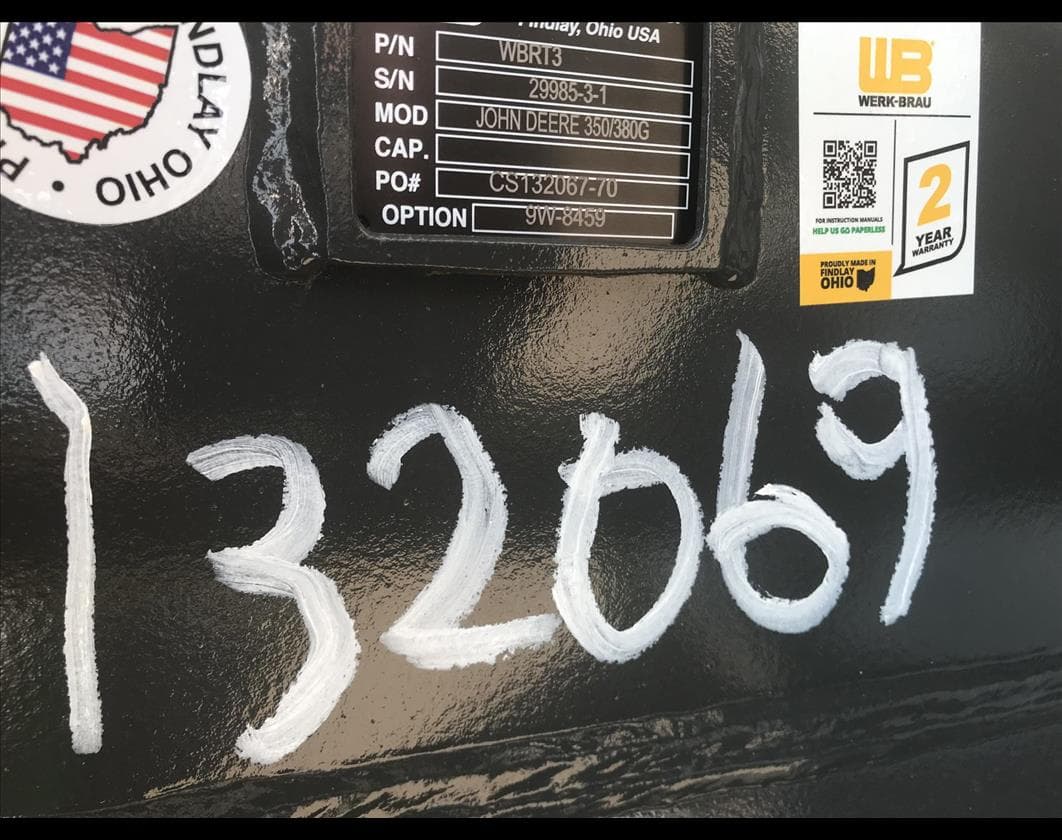 Findlay, Ohio USA
P/N WBRT3
S/N 29985-3-1
MOD JOHN DEERE 350/380G
CAP.
PO# CS132067-70
OPTION 9W-8459
NDLAY OHIO • P
WB
WERK-BRAU
FOR INSTRUCTION MANUALS
HELP US GO PAPERLESS
2
YEAR
WARRANTY
PROUDLY MADE IN
FINDLAY
OHIO
132069